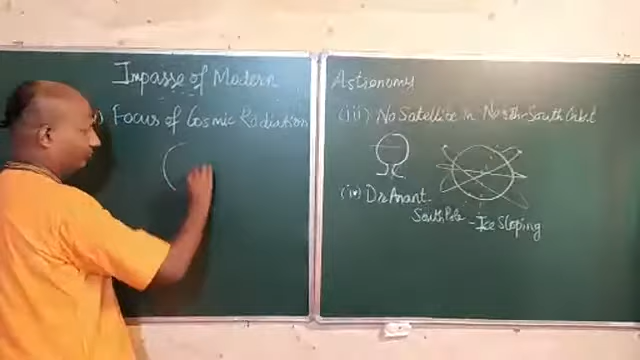 Impasse of Modern Astronomy
) Focus of Cosmic Radiation
(iii) No Satellite in North-South Orbit
(iv) Dr Anant
South Pole - Ice Sloping